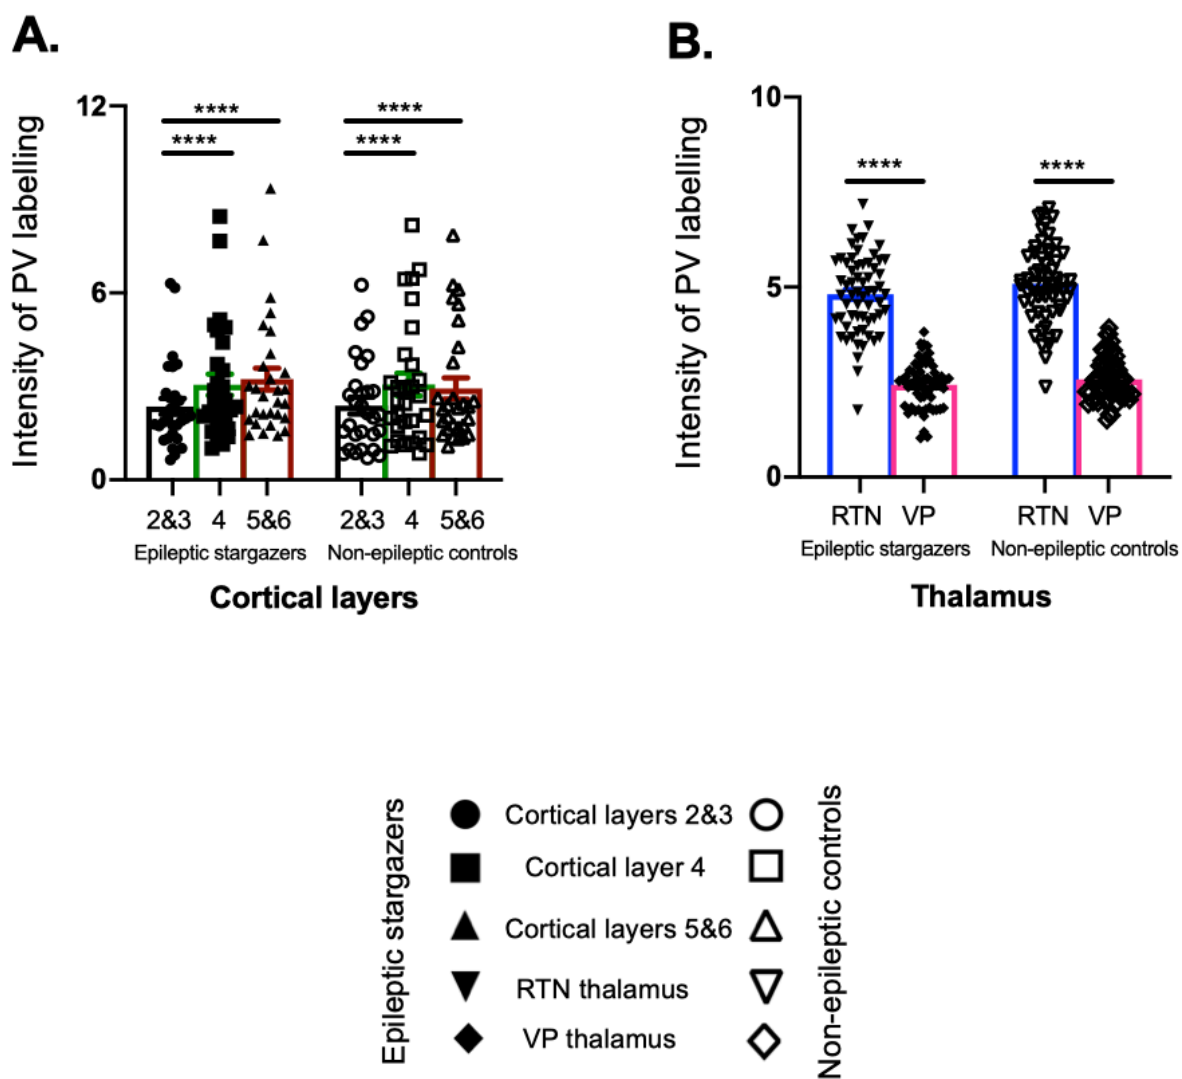 A.
Intensity of PV labelling
12
6
0
****
****
****
****
2&3 4 5&6 2&3 4 5&6
Epileptic stargazers Non-epileptic controls
Cortical layers
B.
Intensity of PV labelling
10
5
0
**** ****
RTN VP RTN VP
Epileptic stargazers Non-epileptic controls
Thalamus
Epileptic stargazers
Cortical layers 2&3
Cortical layer 4
Cortical layers 5&6
RTN thalamus
VP thalamus
Non-epileptic controls